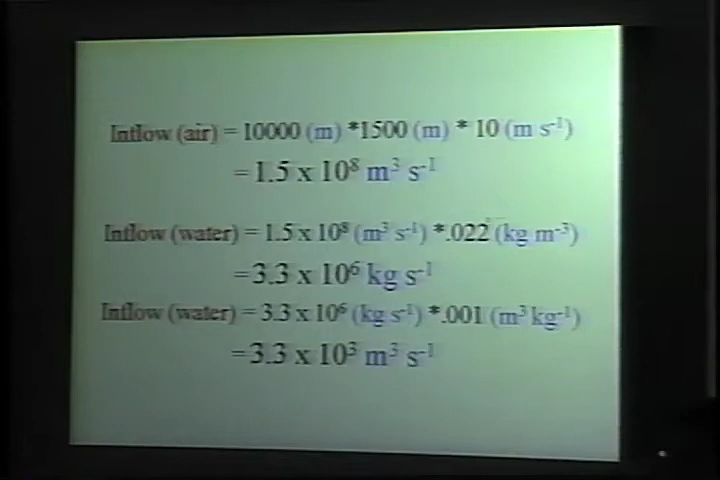 Inflow (air) = 10000 (m) *1500 (m) * 10 (m s⁻¹)
= 1.5 x 10⁸ m³ s⁻¹
Inflow (water) = 1.5 x 10⁸ (m³ s⁻¹) *.022 (kg m⁻³)
= 3.3 x 10⁶ kg s⁻¹
Inflow (water) = 3.3 x 10⁶ (kg s⁻¹) *.001 (m³ kg⁻¹)
= 3.3 x 10³ m³ s⁻¹